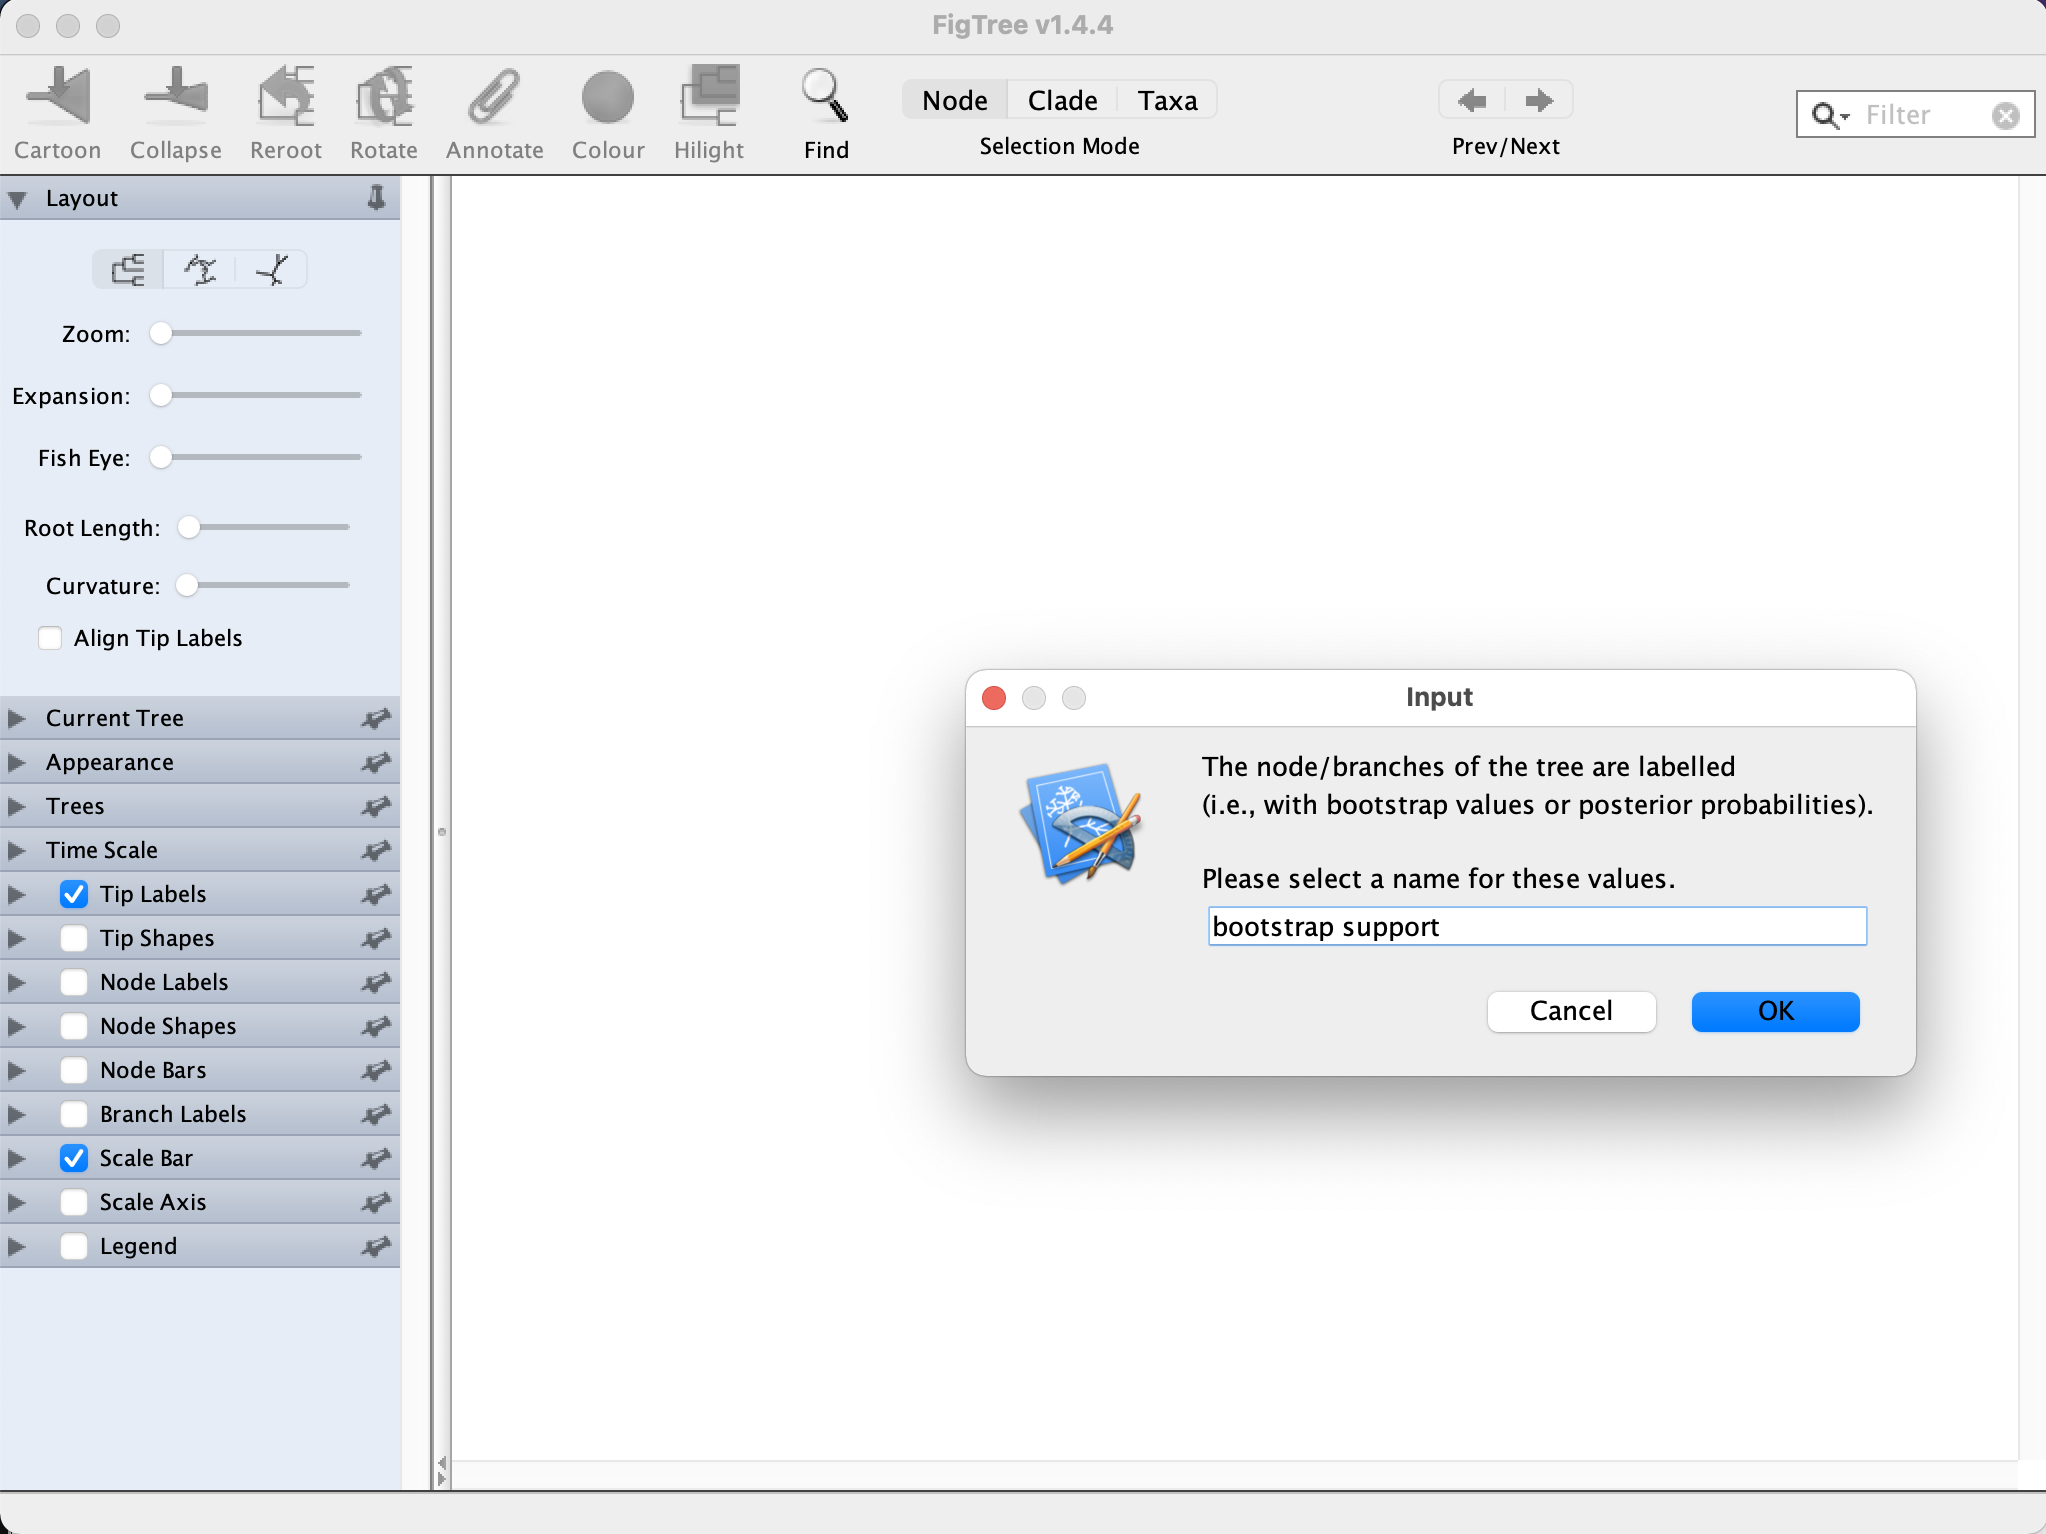 FigTree v1.4.4
Cartoon
Collapse
Reroot
Rotate
Annotate
Colour
Hilight
Find
Node
Clade
Taxa
Selection Mode
Prev/Next
Filter
Layout
Zoom:
Expansion:
Fish Eye:
Root Length:
Curvature:
Align Tip Labels
Current Tree
Appearance
Trees
Time Scale
Tip Labels
Tip Shapes
Node Labels
Node Shapes
Node Bars
Branch Labels
Scale Bar
Scale Axis
Legend
Input
The node/branches of the tree are labelled
(i.e., with bootstrap values or posterior probabilities).
Please select a name for these values.
bootstrap support
Cancel
OK